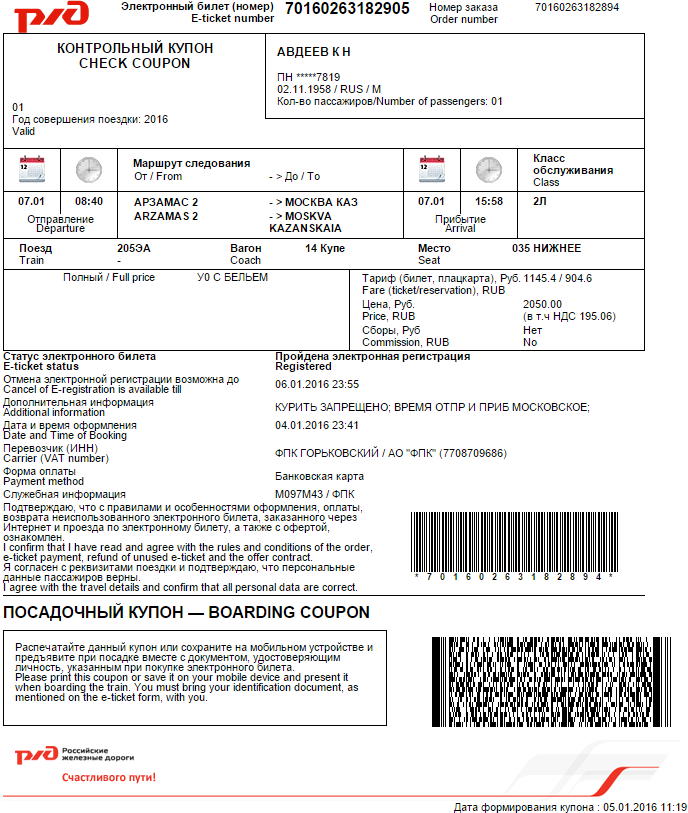 ржд
Электронный билет (номер) 70160263182905 Номер заказа 70160263182894
E-ticket number Order number
КОНТРОЛЬНЫЙ КУПОН
CHECK COUPON
АВДЕЕВ К Н
ПН *****7819
02.11.1958 / RUS / M
Кол-во пассажиров/Number of passengers: 01
01
Год совершения поездки: 2016
Valid
12
Маршрут следования
От / From - > До / To
12
Класс
обслуживания
Class
07.01 08:40 АРЗАМАС 2 - > МОСКВА КАЗ 07.01 15:58 2Л
ARZAMAS 2 - > MOSKVA
KAZANSKAIA
Отправление
Departure
Прибытие
Arrival
Поезд 205ЭА Вагон 14 Купе Место 035 НИЖНЕЕ
Train - Coach Seat
Полный / Full price У0 С БЕЛЬЕМ
Тариф (билет, плацкарта), Руб. 1145.4 / 904.6
Fare (ticket/reservation), RUB
Цена, Руб. 2050.00
Price, RUB (в т.ч НДС 195.06)
Сборы, Руб Нет
Commission, RUB No
Статус электронного билета Пройдена электронная регистрация
E-ticket status Registered
Отмена электронной регистрации возможна до 06.01.2016 23:55
Cancel of E-registration is available till
Дополнительная информация КУРИТЬ ЗАПРЕЩЕНО; ВРЕМЯ ОТПР И ПРИБ МОСКОВСКОЕ;
Additional information
Дата и время оформления 04.01.2016 23:41
Date and Time of Booking
Перевозчик (ИНН) ФПК ГОРЬКОВСКИЙ / АО "ФПК" (7708709686)
Carrier (VAT number)
Форма оплаты Банковская карта
Payment method
Служебная информация М097М43 / ФПК
Подтверждаю, что с правилами и особенностями оформления, оплаты,
возврата неиспользованного электронного билета, заказанного через
Интернет и проезда по электронному билету, а также с офертой,
ознакомлен.
I confirm that I have read and agree with the rules and conditions of the order,
e-ticket payment, refund of unused e-ticket and the offer contract.
Я согласен с реквизитами поездки и подтверждаю, что персональные
данные пассажиров верны.
I agree with the travel details and confirm that all personal data are correct.
*70160263182894*
ПОСАДОЧНЫЙ КУПОН — BOARDING COUPON
Распечатайте данный купон или сохраните на мобильном устройстве и
предъявите при посадке вместе с документом, удостоверяющим
личность, указанным при покупке электронного билета.
Please print this coupon or save it on your mobile device and present it
when boarding the train. You must bring your identification document, as
mentioned on the e-ticket form, with you.
ржд Российские
железные дороги
Счастливого пути!
Дата формирования купона : 05.01.2016 11:19